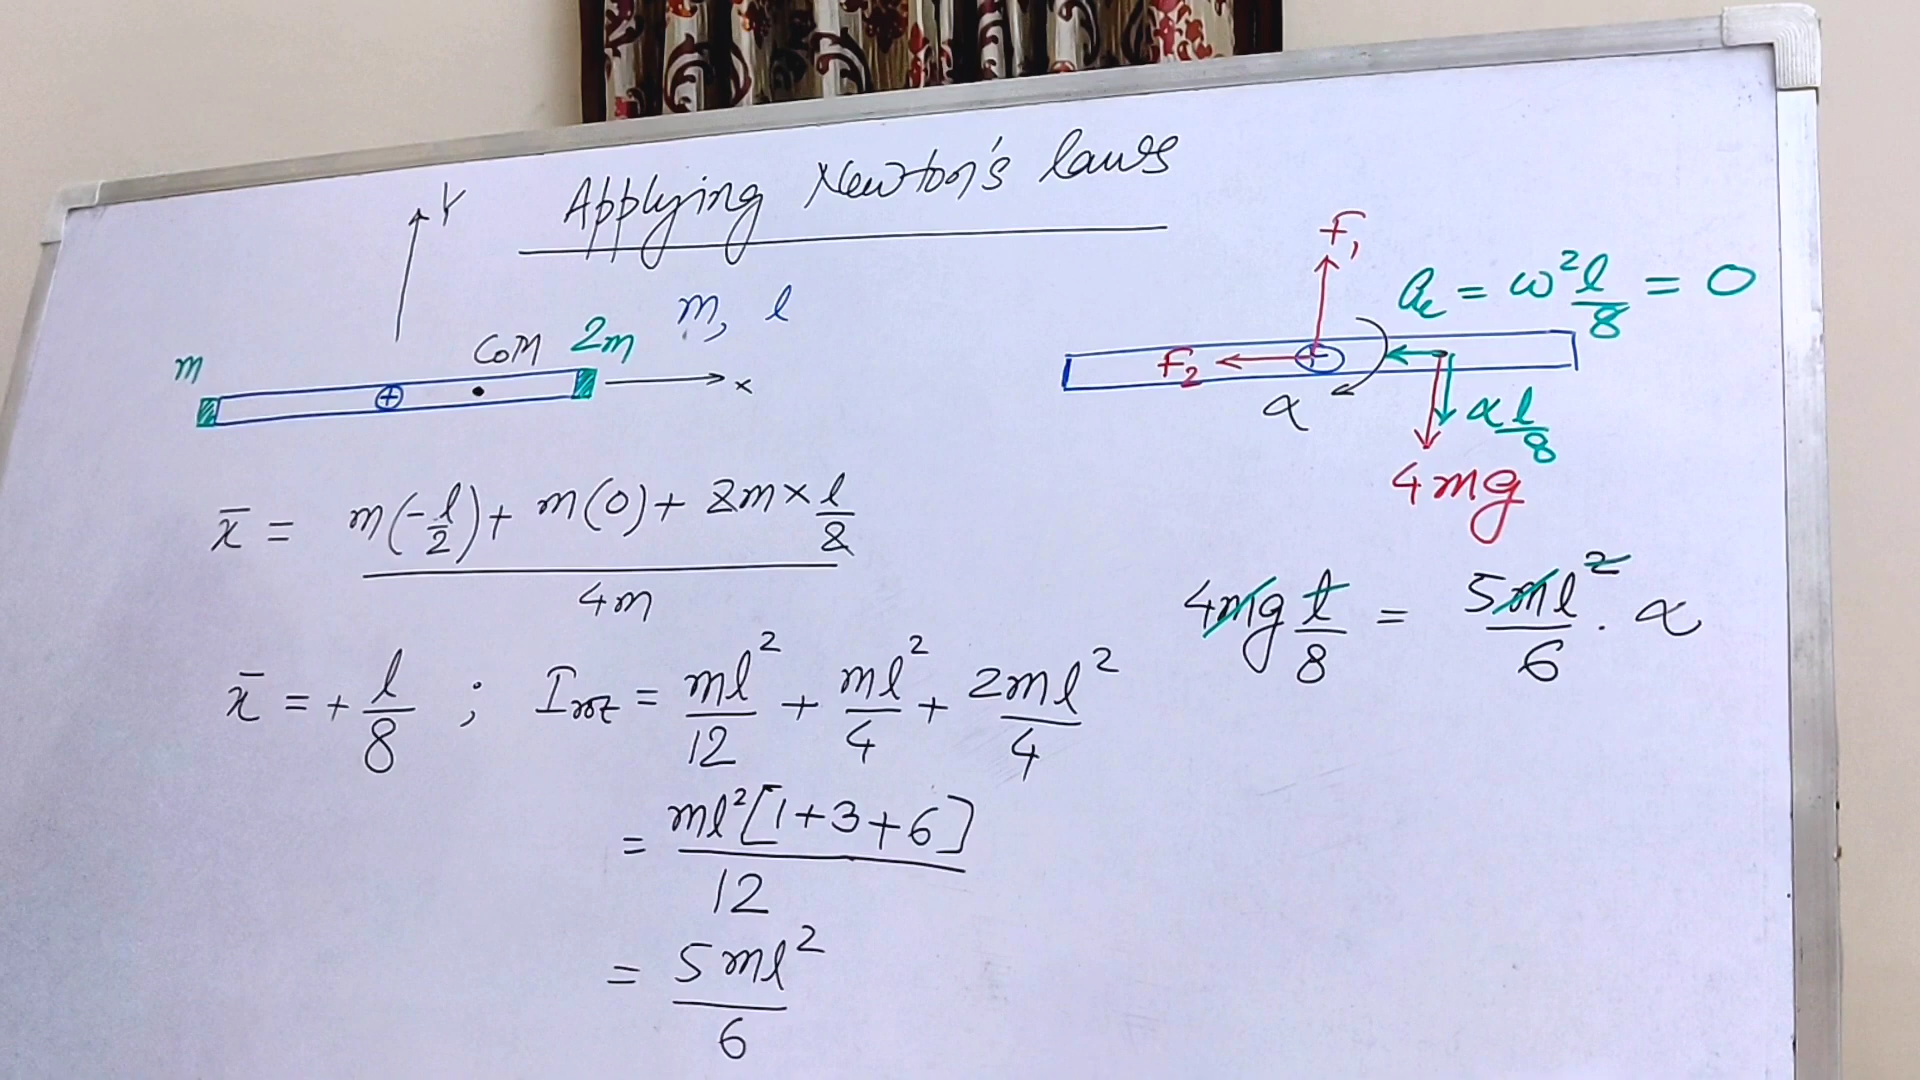 Applying Newton's laws
Y
m, l
m
COM
2m
x
x̄ = m(-l/2) + m(0) + 2m × l/2 / 4m
x̄ = + l/8 ; I_rot = ml²/12 + ml²/4 + 2ml²/4
= ml²[1+3+6] / 12
= 5ml²/6
F₁
a_c = ω² l/8 = 0
F₂
α
α l/8
4mg
4mg l/8 = 5ml²/6 · α